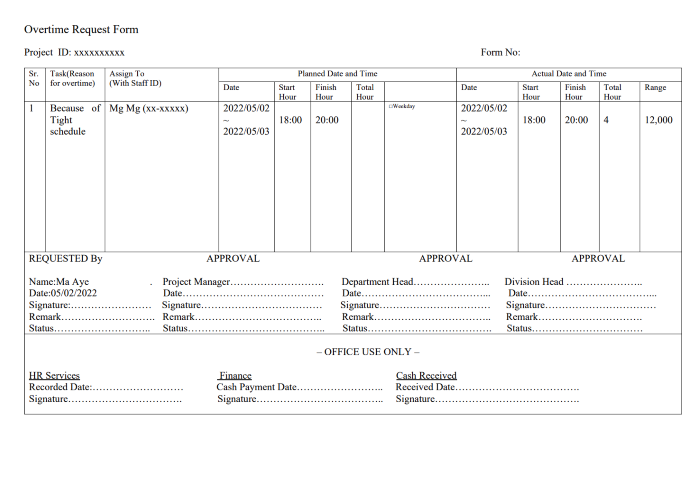 Overtime Request Form
Project ID: xxxxxxxxxx Form No:
Sr. No Task(Reason for overtime) Assign To (With Staff ID) Planned Date and Time Actual Date and Time
Date Start Hour Finish Hour Total Hour Date Start Hour Finish Hour Total Hour Range
1 Because of Tight schedule Mg Mg (xx-xxxxx) 2022/05/02 ~ 2022/05/03 18:00 20:00 □Weekday 2022/05/02 ~ 2022/05/03 18:00 20:00 4 12,000
REQUESTED By APPROVAL APPROVAL APPROVAL
Name:Ma Aye . Project Manager………………………. Department Head………………….. Division Head …………………..
Date:05/02/2022 Date…………………………………… Date………………………………... Date………………………………...
Signature:…………………… Signature……………………………… Signature…………………………… Signature……………………………
Remark……………………… Remark………………………………… Remark……………………………… Remark………………………………
Status……………………….. Status………………………………….. Status……………………………….. Status………………………………
– OFFICE USE ONLY –
HR Services Finance Cash Received
Recorded Date:……………………… Cash Payment Date…………………….. Received Date………………………………
Signature……………………………. Signature……………………………….. Signature……………………………………